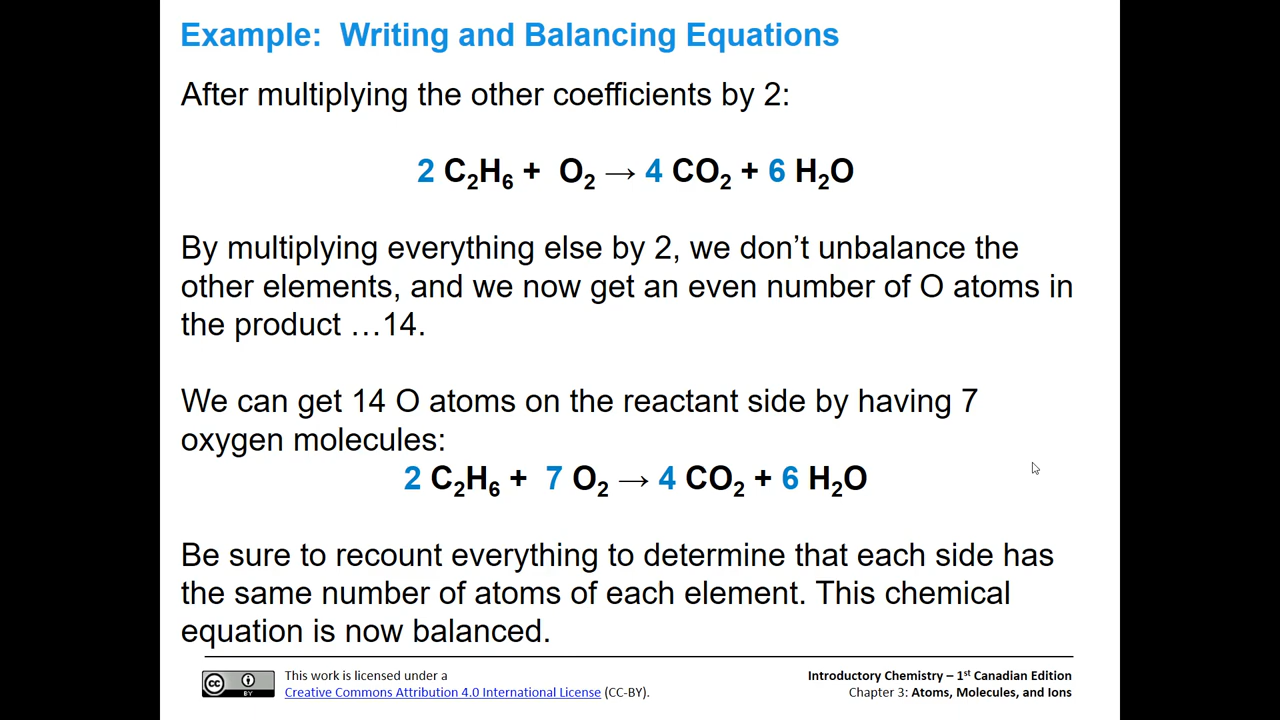 Example: Writing and Balancing Equations
After multiplying the other coefficients by 2:
2 C₂H₆ + O₂ → 4 CO₂ + 6 H₂O
By multiplying everything else by 2, we don’t unbalance the
other elements, and we now get an even number of O atoms in
the product …14.
We can get 14 O atoms on the reactant side by having 7
oxygen molecules:
2 C₂H₆ + 7 O₂ → 4 CO₂ + 6 H₂O
Be sure to recount everything to determine that each side has
the same number of atoms of each element. This chemical
equation is now balanced.
cc BY
This work is licensed under a
Creative Commons Attribution 4.0 International License (CC-BY).
Introductory Chemistry – 1st Canadian Edition
Chapter 3: Atoms, Molecules, and Ions